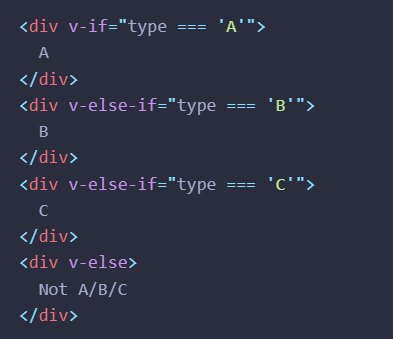 <div v-if="type === 'A'">
  A
</div>
<div v-else-if="type === 'B'">
  B
</div>
<div v-else-if="type === 'C'">
  C
</div>
<div v-else>
  Not A/B/C
</div>